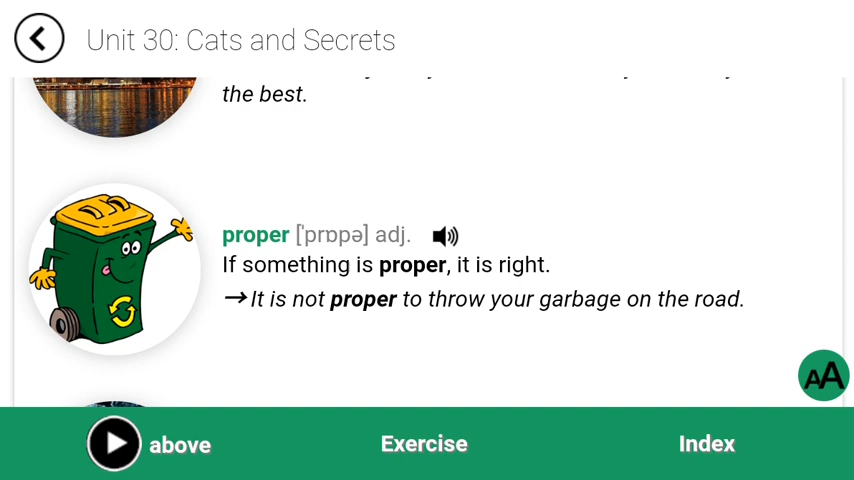 Unit 30: Cats and Secrets
the best.
proper ['prɒpə] adj.
If something is proper, it is right.
→ It is not proper to throw your garbage on the road.
AA
above
Exercise
Index